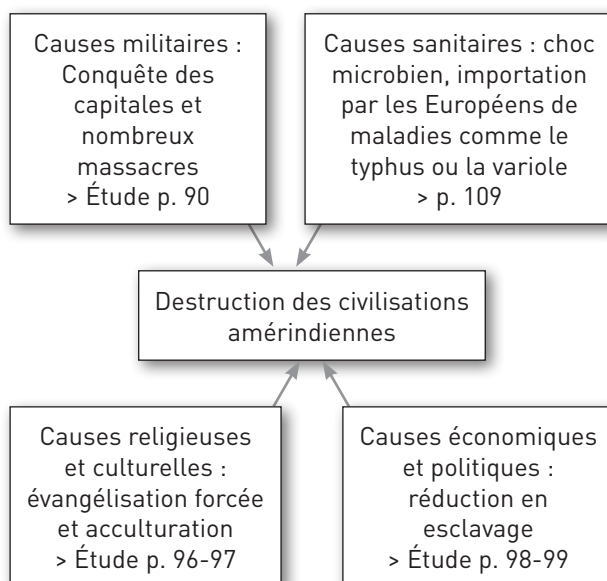 Causes militaires :
Conquête des
capitales et
nombreux
massacres
> Étude p. 90
Causes sanitaires : choc
microbien, importation
par les Européens de
maladies comme le
typhus ou la variole
> p. 109
Destruction des civilisations
amérindiennes
Causes religieuses
et culturelles :
évangélisation forcée
et acculturation
> Étude p. 96-97
Causes économiques
et politiques :
réduction en
esclavage
> Étude p. 98-99